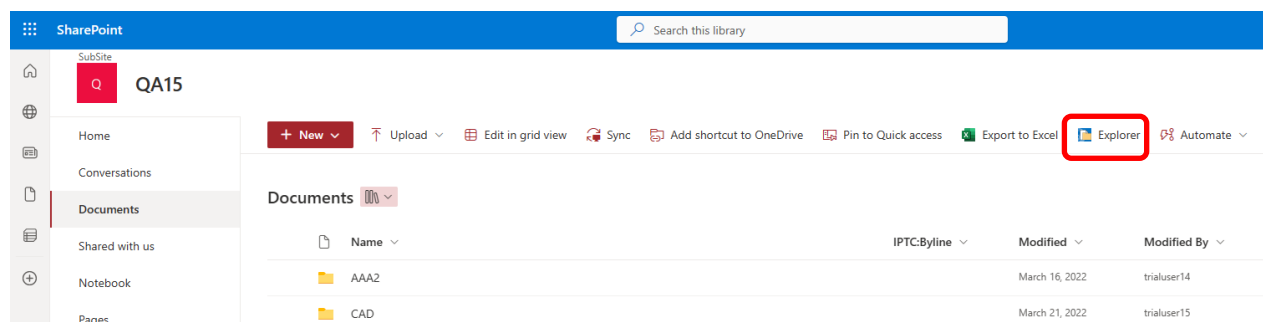 SharePoint
Search this library
SubSite
Q
QA15
Home
Conversations
Documents
Shared with us
Notebook
Pages
+ New
Upload
Edit in grid view
Sync
Add shortcut to OneDrive
Pin to Quick access
Export to Excel
Explorer
Automate
Documents
Name
IPTC:Byline
Modified
Modified By
AAA2
March 16, 2022
trialuser14
CAD
March 21, 2022
trialuser15